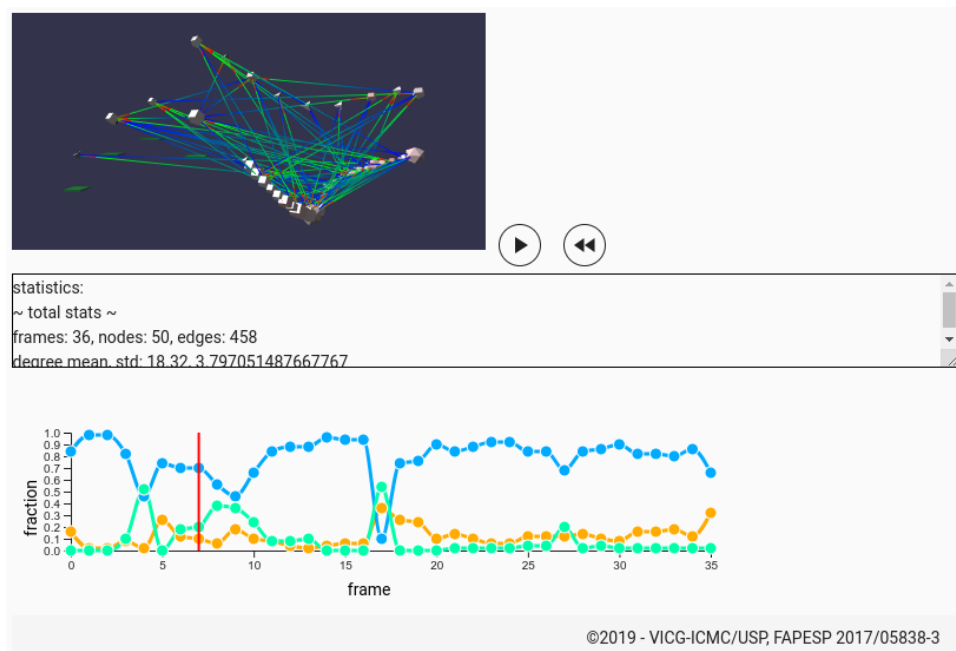 statistics:
~ total stats ~
frames: 36, nodes: 50, edges: 458
degree mean, std: 18.32, 3.797051487667767
1.0
0.9
0.8
0.7
0.6
0.5
0.4
0.3
0.2
0.1
0.0
fraction
0 5 10 15 20 25 30 35
frame
©2019 - VICG-ICMC/USP, FAPESP 2017/05838-3